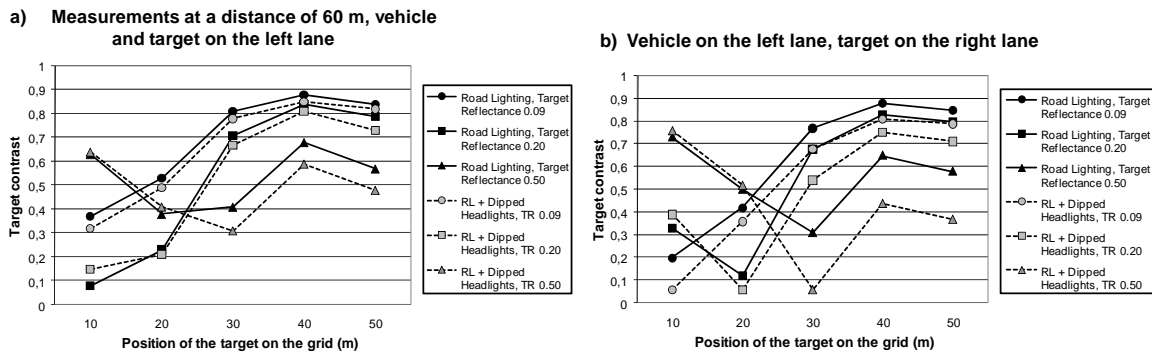 a) Measurements at a distance of 60 m, vehicle
and target on the left lane
Target contrast
1
0,9
0,8
0,7
0,6
0,5
0,4
0,3
0,2
0,1
0
10 20 30 40 50
Position of the target on the grid (m)
Road Lighting, Target
Reflectance 0.09
Road Lighting, Target
Reflectance 0.20
Road Lighting, Target
Reflectance 0.50
RL + Dipped
Headlights, TR 0.09
RL + Dipped
Headlights, TR 0.20
RL + Dipped
Headlights, TR 0.50
b) Vehicle on the left lane, target on the right lane
Target contrast
1
0,9
0,8
0,7
0,6
0,5
0,4
0,3
0,2
0,1
0
10 20 30 40 50
Position of the target on the grid (m)
Road Lighting, Target
Reflectance 0.09
Road Lighting, Target
Reflectance 0.20
Road Lighting, Target
Reflectance 0.50
RL + Dipped
Headlights, TR 0.09
RL + Dipped
Headlights, TR 0.20
RL + Dipped
Headlights, TR 0.50